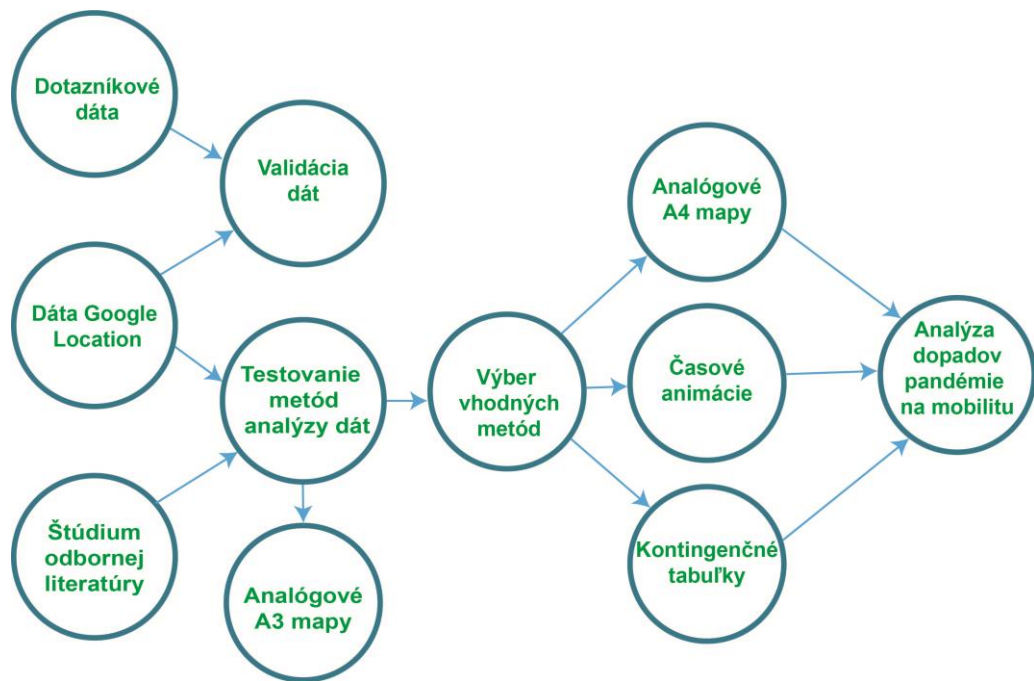 Dotazníkové
dáta
Validácia
dát
Dáta Google
Location
Testovanie
metód
analýzy dát
Štúdium
odbornej
literatúry
Analógové
A3 mapy
Výber
vhodných
metód
Analógové
A4 mapy
Časové
animácie
Kontingenčné
tabuľky
Analýza
dopadov
pandémie
na mobilitu